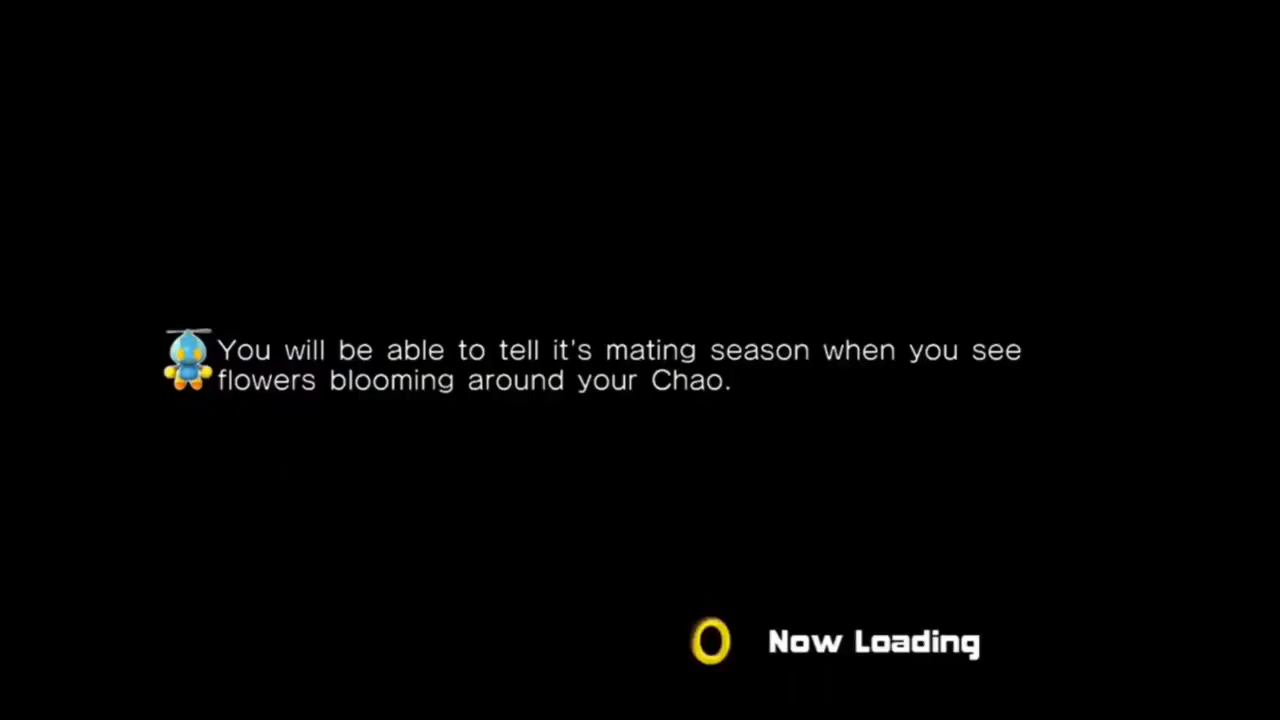 You will be able to tell it's mating season when you see
flowers blooming around your Chao.
Now Loading